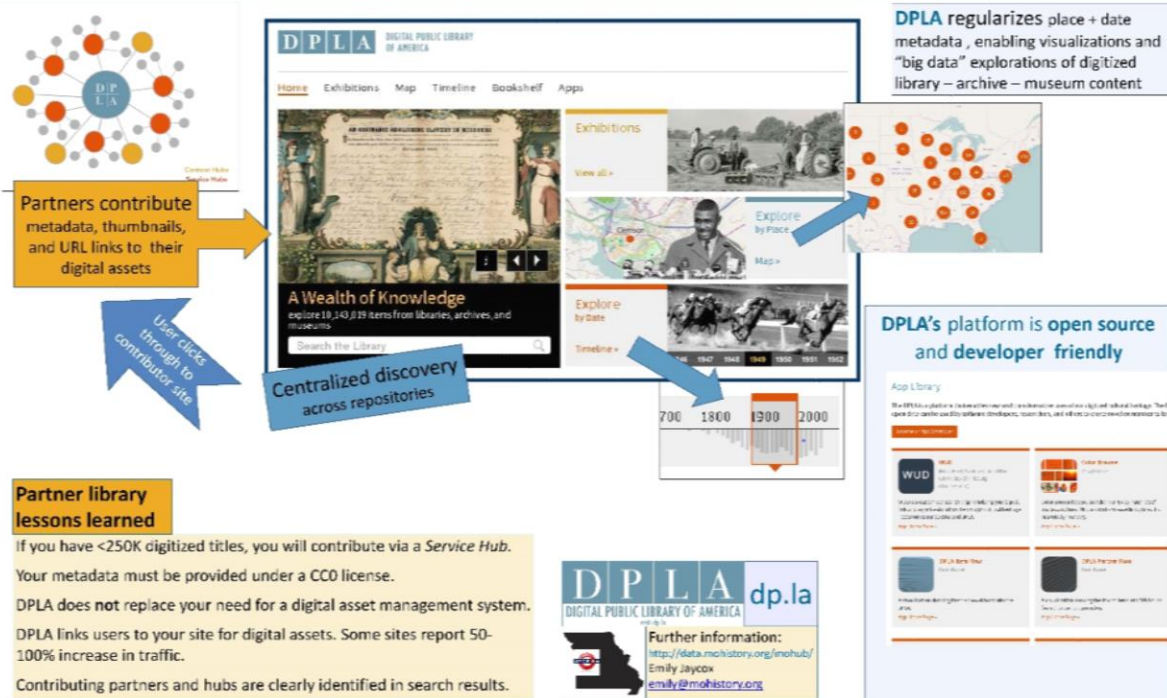 Content Hubs
Service Hubs
Partners contribute
metadata, thumbnails,
and URL links to their
digital assets
User clicks
through to
contributor site
DPLA
DIGITAL PUBLIC LIBRARY
OF AMERICA
Home Exhibitions Map Timeline Bookshelf Apps
A Wealth of Knowledge
explore 10,143,019 items from libraries, archives, and
museums
Search the Library
Exhibitions
View all »
Explore
by Place
Map »
Explore
by Date
Timeline »
1947 1948 1949 1950 1951 1952
Centralized discovery
across repositories
700 1800 1900 2000
DPLA regularizes place + date
metadata , enabling visualizations and
“big data” explorations of digitized
library – archive – museum content
DPLA's platform is open source
and developer friendly
App Library
WUD
Partner library
lessons learned
If you have <250K digitized titles, you will contribute via a Service Hub.
Your metadata must be provided under a CC0 license.
DPLA does not replace your need for a digital asset management system.
DPLA links users to your site for digital assets. Some sites report 50-
100% increase in traffic.
Contributing partners and hubs are clearly identified in search results.
DPLA
DIGITAL PUBLIC LIBRARY OF AMERICA
dp.la
Further information:
http://data.mohistory.org/mohub/
Emily Jaycox
emily@mohistory.org